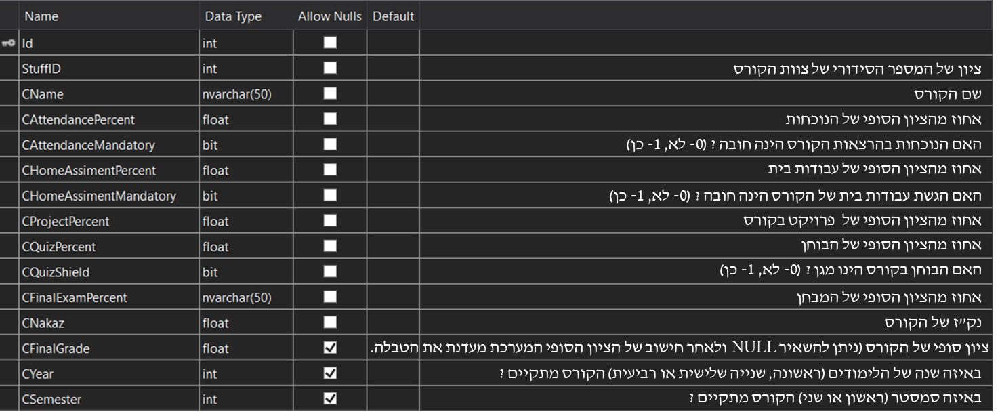 Name Data Type Allow Nulls Default
Id int
StuffID int ציון של המספר הסידורי של צוות הקורס
CName nvarchar(50) שם הקורס
CAttendancePercent float אחוז מהציון הסופי של הנוכחות
CAttendanceMandatory bit האם הנוכחות בהרצאות הקורס הינה חובה ? (0- לא, 1- כן)
CHomeAssimentPercent float אחוז מהציון הסופי של עבודות בית
CHomeAssimentMandatory bit האם הגשת עבודות בית של הקורס הינה חובה ? (0- לא, 1- כן)
CProjectPercent float אחוז מהציון הסופי של פרויקט בקורס
CQuizPercent float אחוז מהציון הסופי של הבוחן
CQuizShield bit האם הבוחן בקורס הינו מגן ? (0- לא, 1- כן)
CFinalExamPercent nvarchar(50) אחוז מהציון הסופי של המבחן
CNakaz float נק״ז של הקורס
CFinalGrade float ציון סופי של הקורס (ניתן להשאיר NULL ולאחר חישוב של הציון הסופי המערכת מעדנת את הטבלה.
CYear int באיזה שנה של הלימודים (ראשונה, שנייה שלישית או רביעית) הקורס מתקיים ?
CSemester int באיזה סמסטר (ראשון או שני) הקורס מתקיים ?